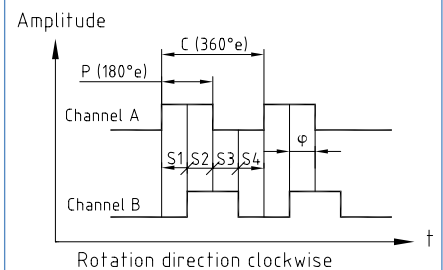 Amplitude
C (360°e)
P (180°e)
Channel A
S1 S2 S3 S4 φ
Channel B
t
Rotation direction clockwise